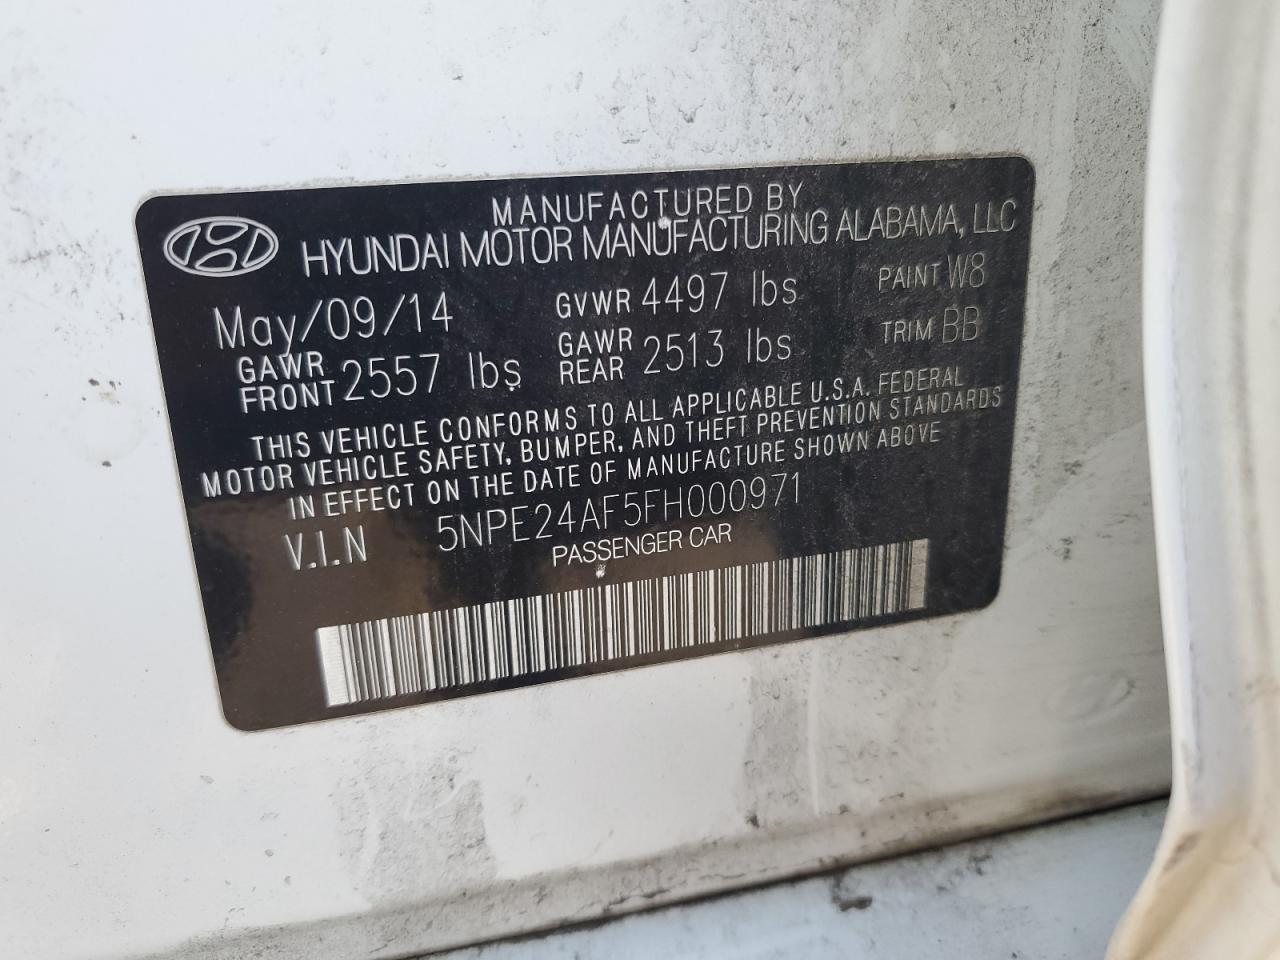 MANUFACTURED BY
HYUNDAI MOTOR MANUFACTURING ALABAMA, LLC
May/09/14 GVWR 4497 lbs PAINT W8
GAWR FRONT 2557 lbs GAWR REAR 2513 lbs TRIM BB
THIS VEHICLE CONFORMS TO ALL APPLICABLE U.S.A. FEDERAL
MOTOR VEHICLE SAFETY, BUMPER, AND THEFT PREVENTION STANDARDS
IN EFFECT ON THE DATE OF MANUFACTURE SHOWN ABOVE
V.I.N 5NPE24AF5FH000971
PASSENGER CAR